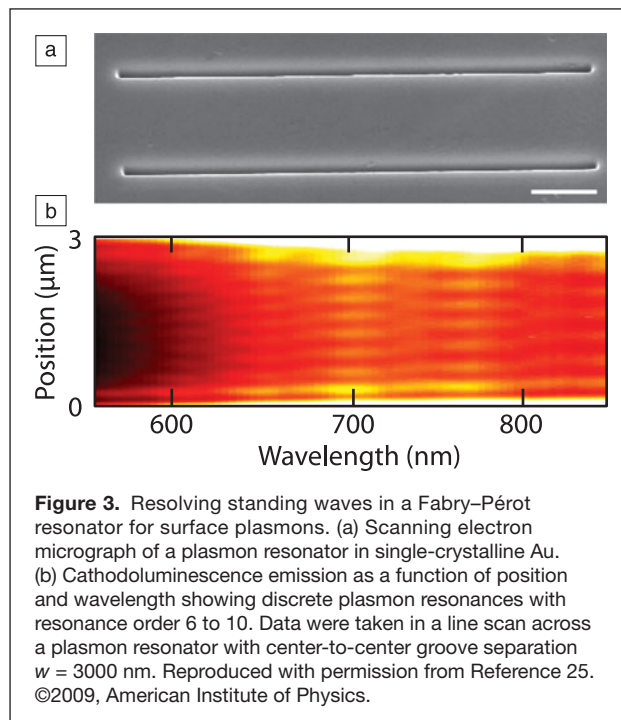 a
b
3
Position (μm)
0
600 700 800
Wavelength (nm)
Figure 3. Resolving standing waves in a Fabry–Pérot
resonator for surface plasmons. (a) Scanning electron
micrograph of a plasmon resonator in single-crystalline Au.
(b) Cathodoluminescence emission as a function of position
and wavelength showing discrete plasmon resonances with
resonance order 6 to 10. Data were taken in a line scan across
a plasmon resonator with center-to-center groove separation
w = 3000 nm. Reproduced with permission from Reference 25.
©2009, American Institute of Physics.